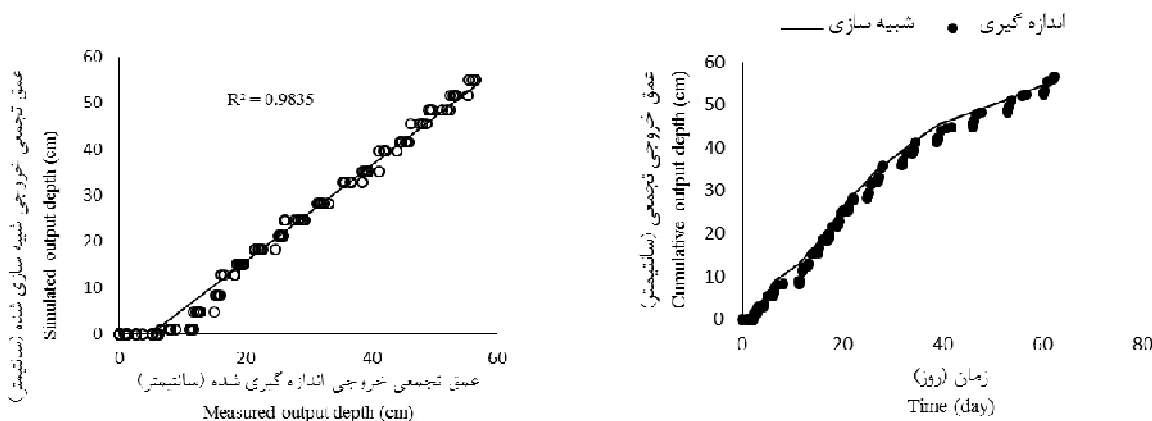 60
50
40
30
20
10
0
عمق تجمعی خروجی شبیه سازی شده (سانتیمتر)
Simulated output depth (cm)
R² = 0.9835
0 20 40 60
عمق تجمعی خروجی اندازه گیری شده (سانتیمتر)
Measured output depth (cm)
اندازه گیری
شبیه سازی
60
50
40
30
20
10
0
عمق خروجی تجمعی (سانتیمتر)
Cumulative output depth (cm)
0 20 40 60 80
زمان (روز)
Time (day)